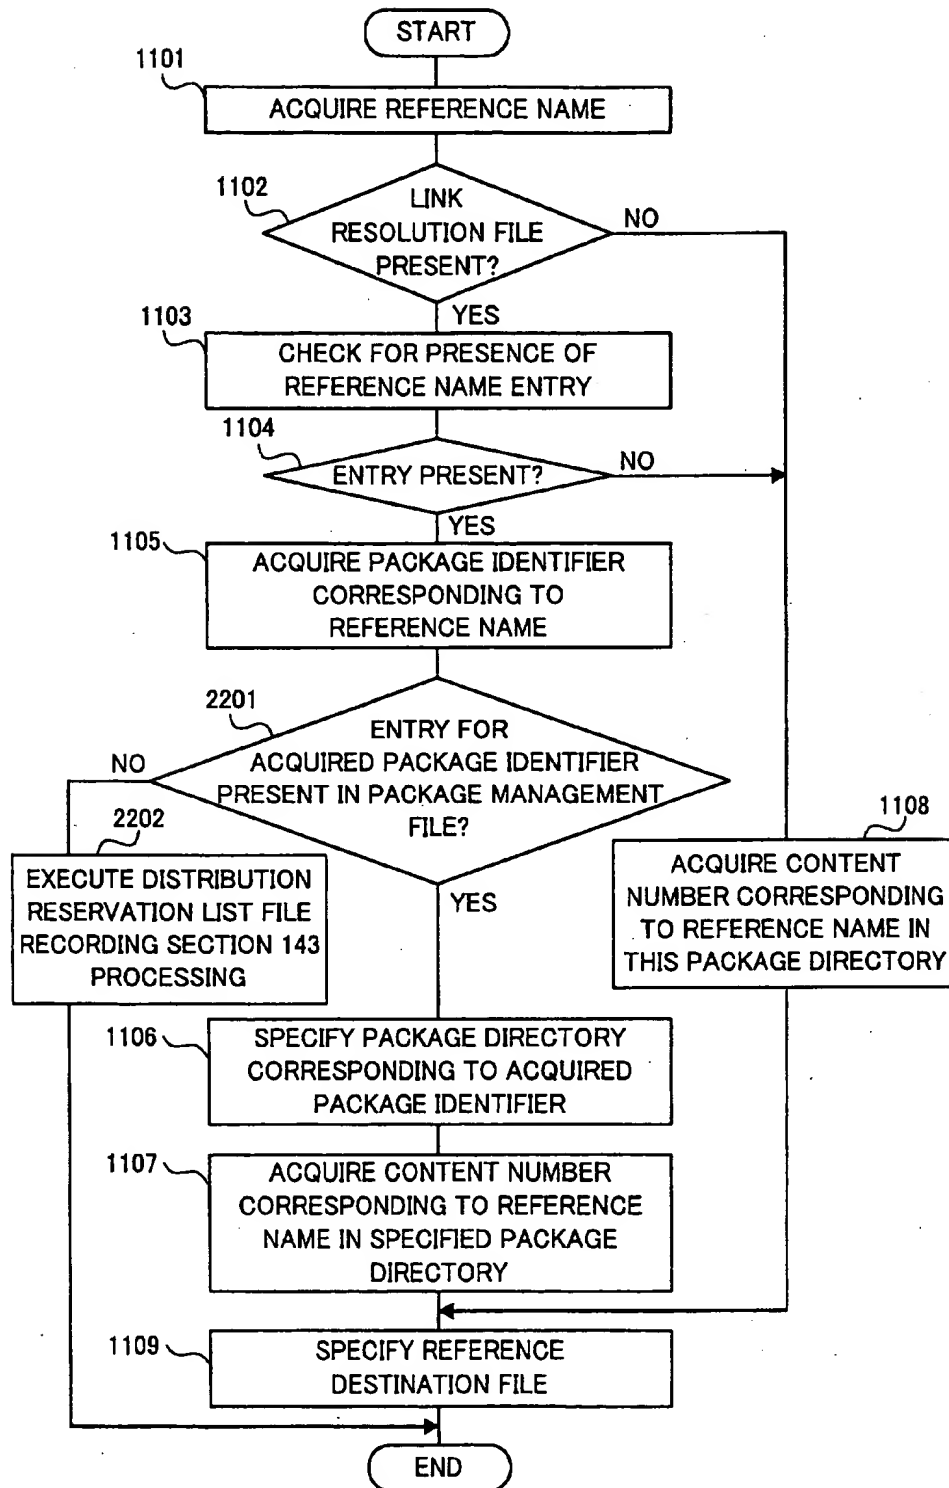 START
1101
ACQUIRE REFERENCE NAME
1102
LINK
RESOLUTION FILE
PRESENT?
NO
YES
1103
CHECK FOR PRESENCE OF
REFERENCE NAME ENTRY
1104
ENTRY PRESENT?
NO
YES
1105
ACQUIRE PACKAGE IDENTIFIER
CORRESPONDING TO
REFERENCE NAME
2201
ENTRY FOR
ACQUIRED PACKAGE IDENTIFIER
PRESENT IN PACKAGE MANAGEMENT
FILE?
NO
YES
2202
EXECUTE DISTRIBUTION
RESERVATION LIST FILE
RECORDING SECTION 143
PROCESSING
1108
ACQUIRE CONTENT
NUMBER CORRESPONDING
TO REFERENCE NAME IN
THIS PACKAGE DIRECTORY
1106
SPECIFY PACKAGE DIRECTORY
CORRESPONDING TO ACQUIRED
PACKAGE IDENTIFIER
1107
ACQUIRE CONTENT NUMBER
CORRESPONDING TO REFERENCE
NAME IN SPECIFIED PACKAGE
DIRECTORY
1109
SPECIFY REFERENCE
DESTINATION FILE
END